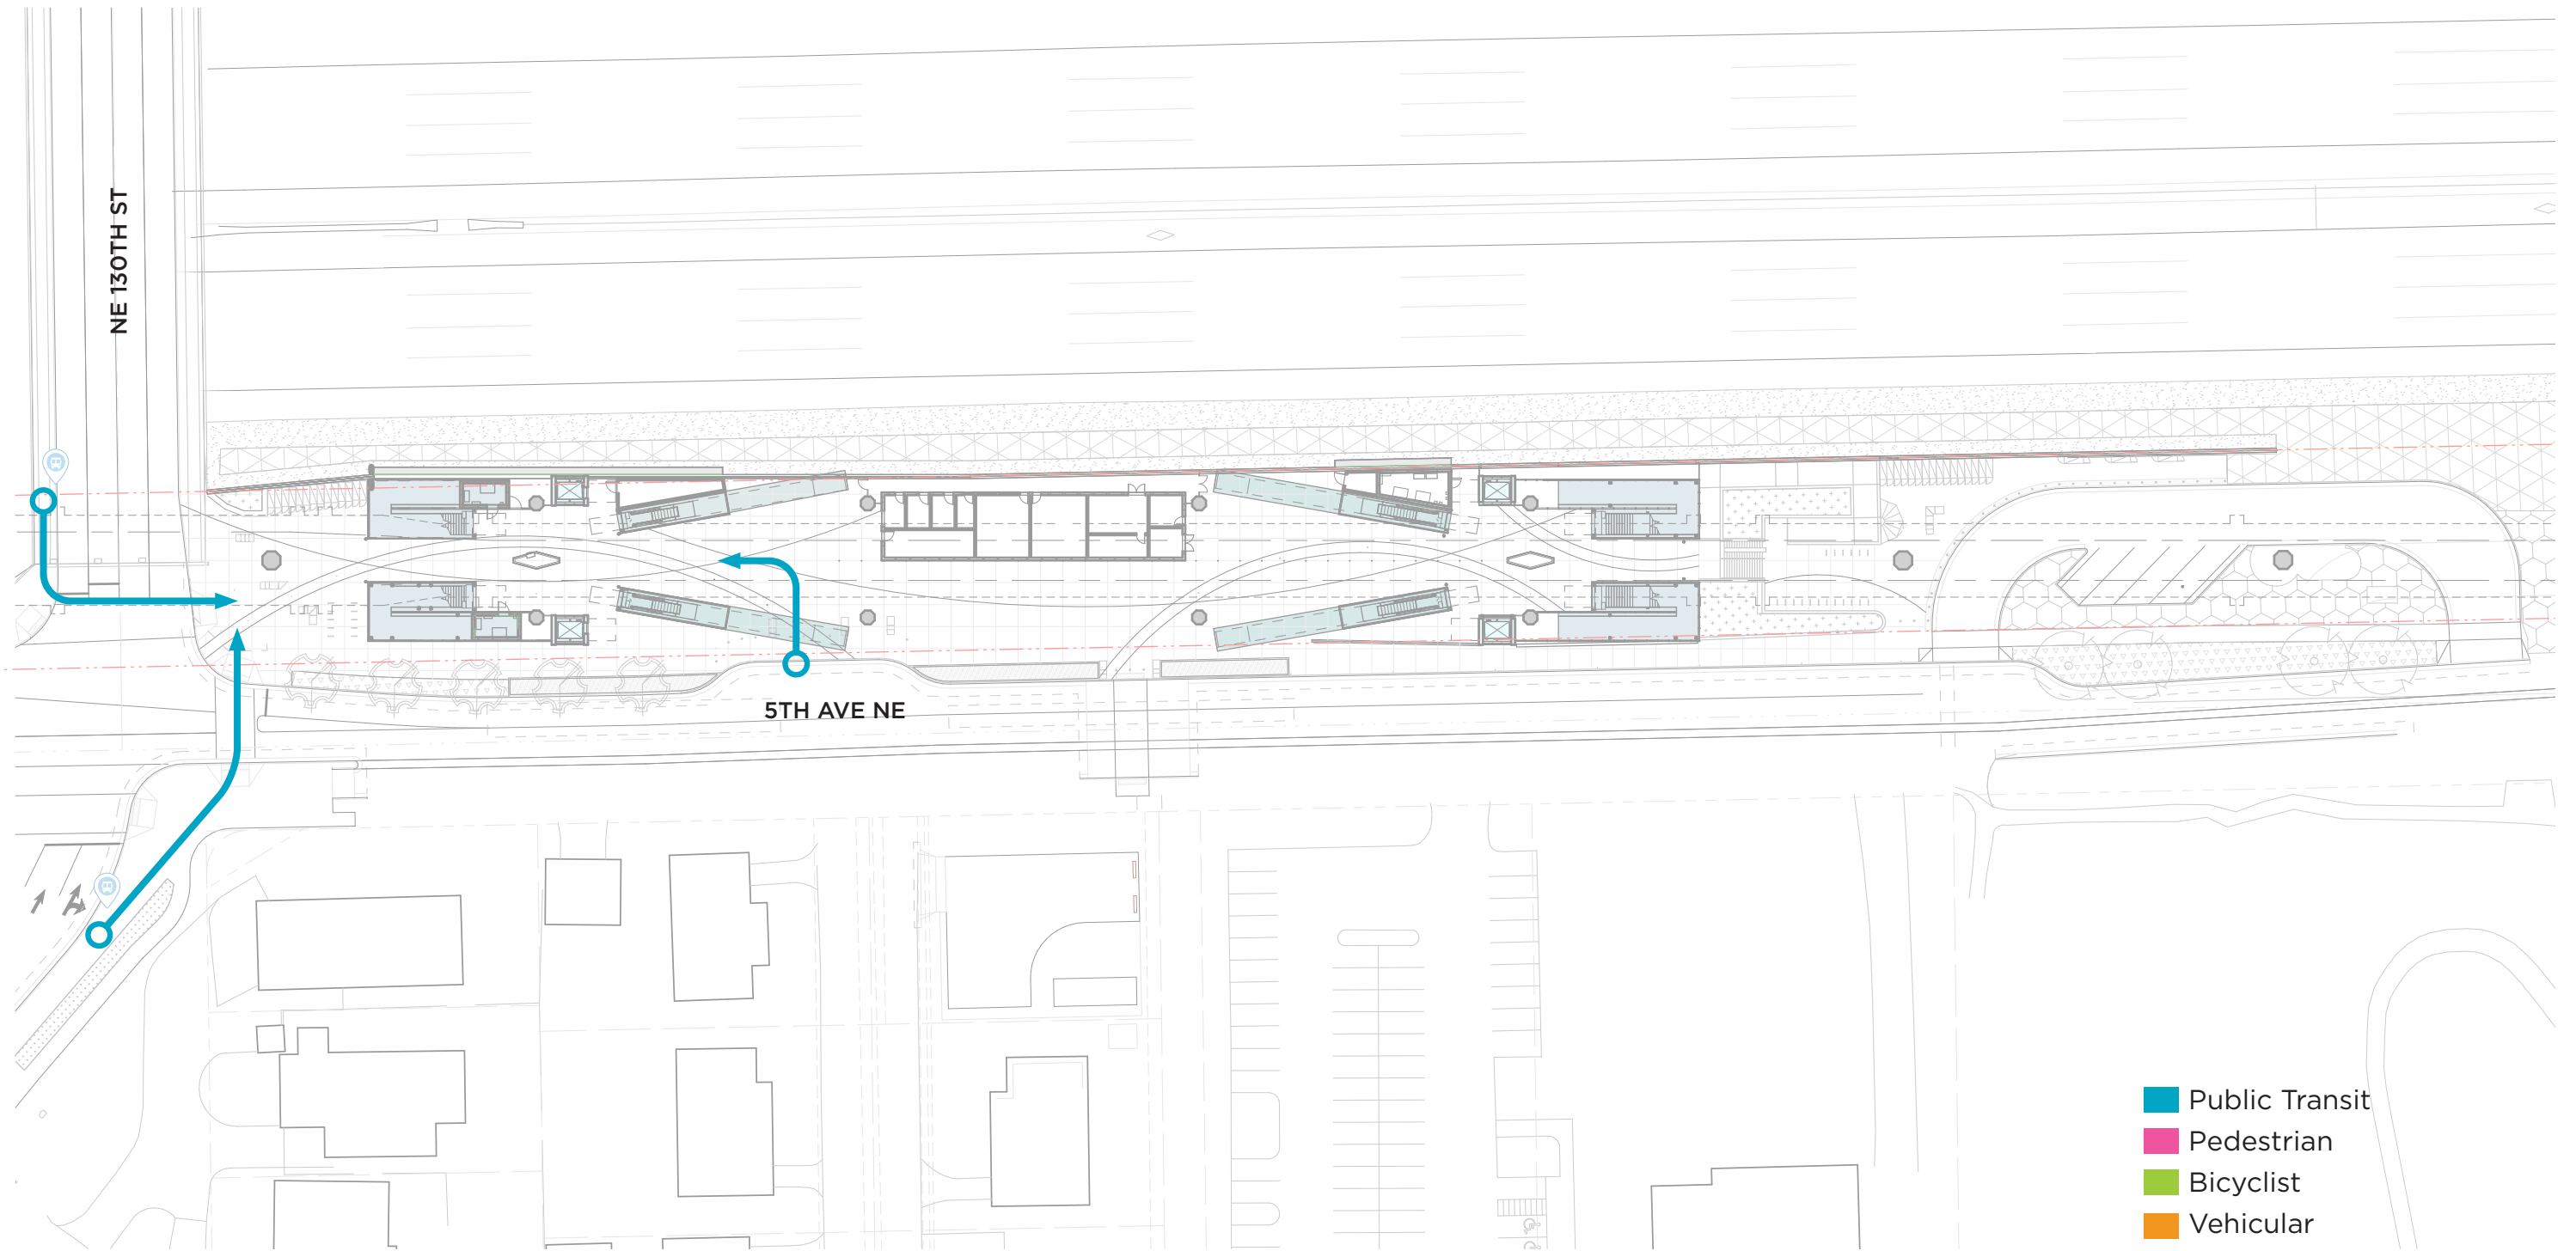 NE 130TH ST
5TH AVE NE
Public Transit
Pedestrian
Bicyclist
Vehicular